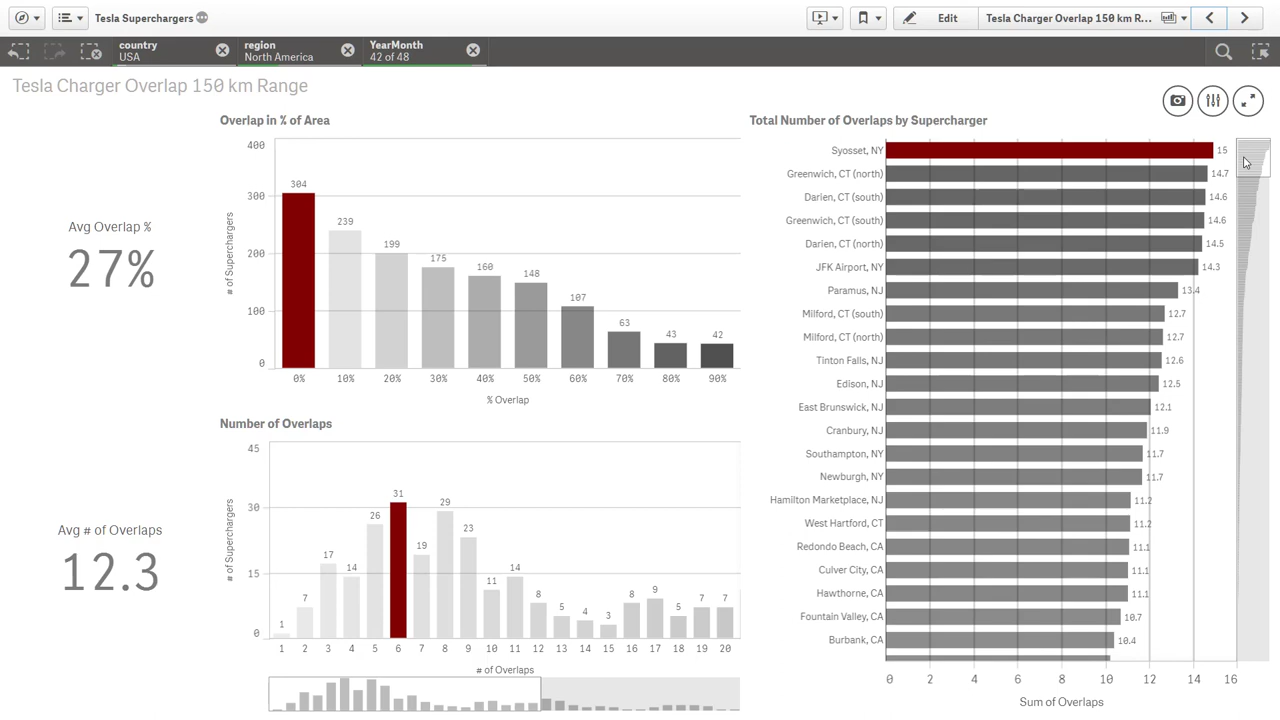 Tesla Superchargers
Edit
Tesla Charger Overlap 150 km R...
country
USA
region
North America
YearMonth
42 of 48
Tesla Charger Overlap 150 km Range
Avg Overlap %
27%
Avg # of Overlaps
12.3
Overlap in % of Area
400
300
200
100
0
# of Superchargers
304
239
199
175
160
148
107
63
43
42
0%
10%
20%
30%
40%
50%
60%
70%
80%
90%
% Overlap
Number of Overlaps
45
30
15
0
# of Superchargers
1
7
17
14
26
31
19
29
23
11
14
8
5
4
3
8
9
5
7
7
1
2
3
4
5
6
7
8
9
10
11
12
13
14
15
16
17
18
19
20
# of Overlaps
Total Number of Overlaps by Supercharger
Syosset, NY 15
Greenwich, CT (north) 14.7
Darien, CT (south) 14.6
Greenwich, CT (south) 14.6
Darien, CT (north) 14.5
JFK Airport, NY 14.3
Paramus, NJ 13.4
Milford, CT (south) 12.7
Milford, CT (north) 12.7
Tinton Falls, NJ 12.6
Edison, NJ 12.5
East Brunswick, NJ 12.1
Cranbury, NJ 11.9
Southampton, NY 11.7
Newburgh, NY 11.7
Hamilton Marketplace, NJ 11.2
West Hartford, CT 11.2
Redondo Beach, CA 11.1
Culver City, CA 11.1
Hawthorne, CA 11.1
Fountain Valley, CA 10.7
Burbank, CA 10.4
0 2 4 6 8 10 12 14 16
Sum of Overlaps